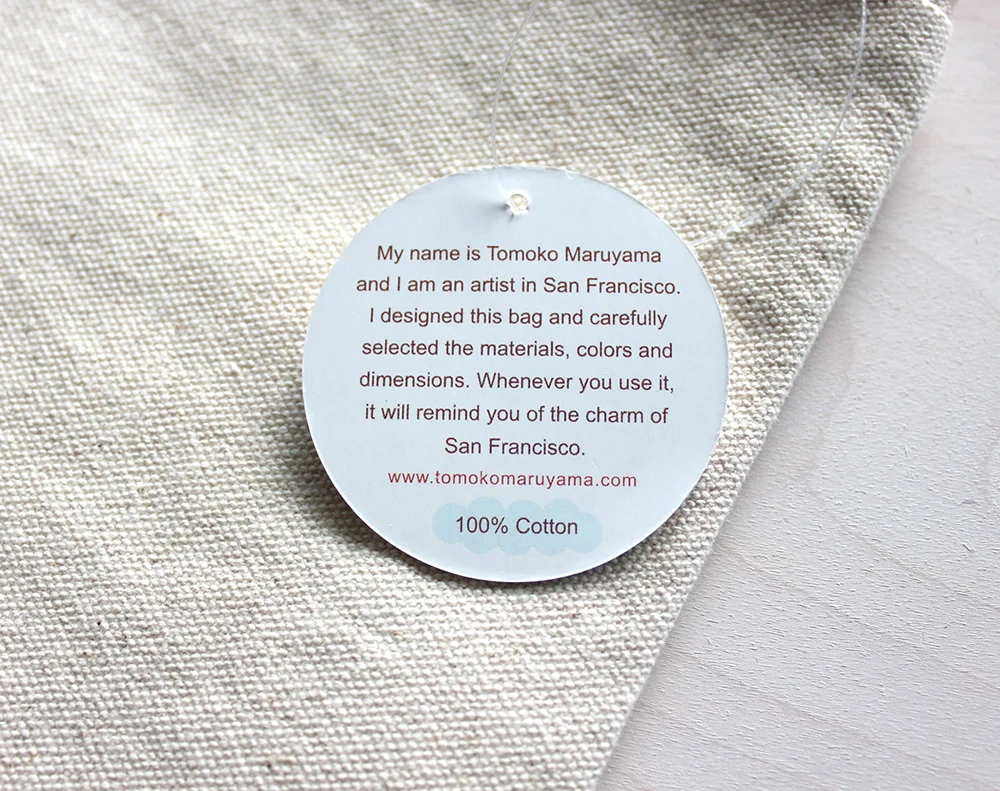 My name is Tomoko Maruyama
and I am an artist in San Francisco.
I designed this bag and carefully
selected the materials, colors and
dimensions. Whenever you use it,
it will remind you of the charm of
San Francisco.
www.tomokomaruyama.com
100% Cotton